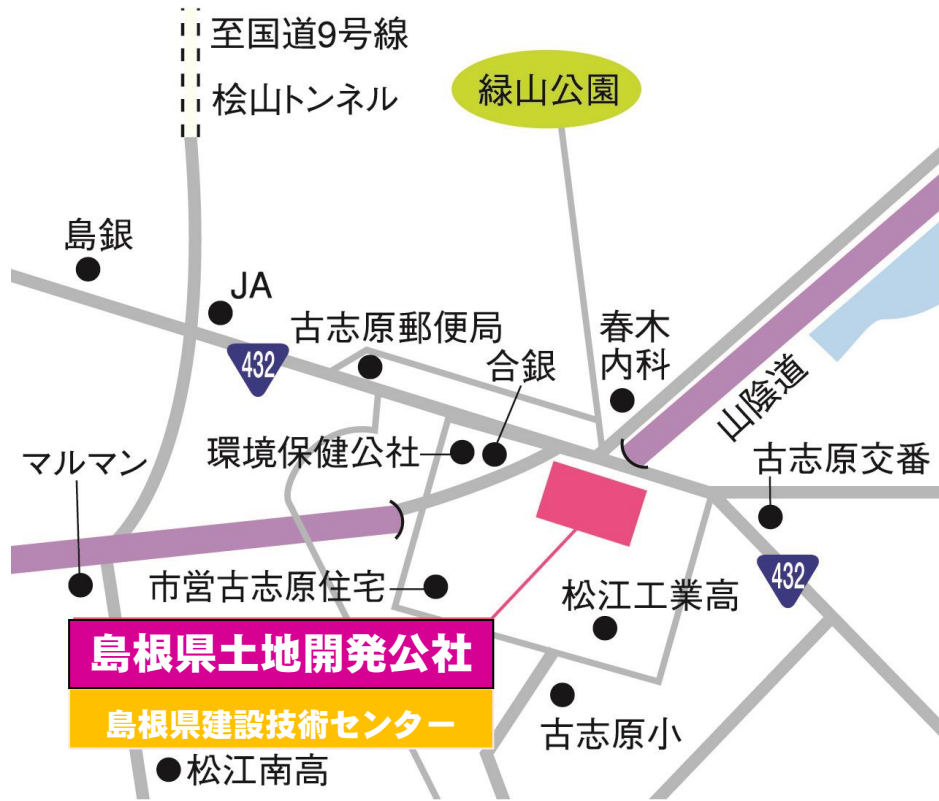 至国道9号線
桧山トンネル
緑山公園
島銀
JA
古志原郵便局
春木
内科
432
合銀
山陰道
環境保健公社
マルマン
古志原交番
市営古志原住宅
432
松江工業高
島根県土地開発公社
島根県建設技術センター
古志原小
松江南高